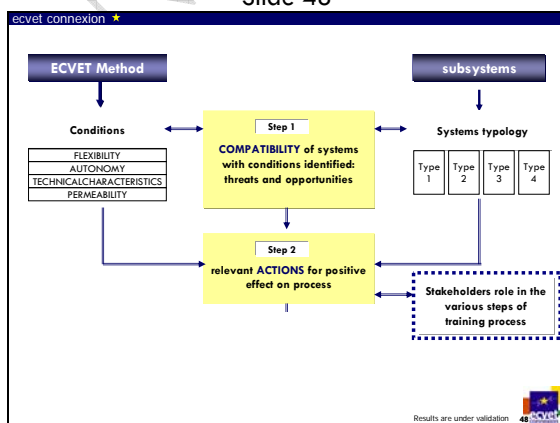 Slide 48
ecvet connexion
ECVET Method
subsystems
Step 1
Conditions
COMPATIBILITY of systems
with conditions identified:
threats and opportunities
Systems typology
FLEXIBILITY
AUTONOMY
TECHNICALCHARACTERISTICS
PERMEABILITY
Type
1
Type
2
Type
3
Type
4
Step 2
relevant ACTIONS for positive
effect on process
Stakeholders role in the
various steps of
training process
Results are under validation
48
ecvet